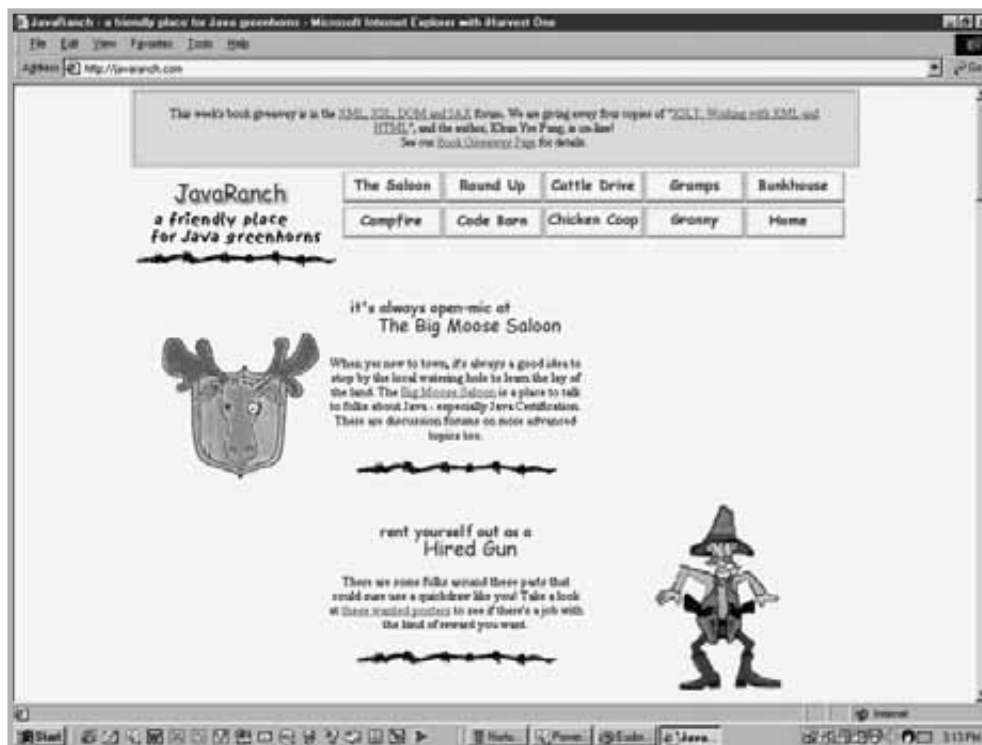 JavaRanch - a friendly place for Java greenhorns - Microsoft Internet Explorer with iHarvest One
File Edit View Favorites Tools Help
Address http://javaranch.com Go
This week's book giveaway is in the XML, XSL, DOM and SAX forum. We are giving away four copies of "XSLT: Working with XML and
HTML", and the author, Khun Yee Fung, is on-line!
See our Book Giveaway Page for details.
JavaRanch
a friendly place
for Java greenhorns
The Saloon Round Up Cattle Drive Gramps Bunkhouse
Campfire Code Barn Chicken Coop Granny Home
it's always open-mic at
The Big Moose Saloon
When yer new to town, it's always a good idea to
stop by the local watering hole to learn the lay of
the land. The Big Moose Saloon is a place to talk
to folks about Java - especially Java Certification.
There are discussion forums on more advanced
topics too.
rent yourself out as a
Hired Gun
There are some folks around these parts that
could sure use a quickdraw like you! Take a look
at these wanted posters to see if there's a job with
the kind of reward you want.
Internet
Start Java... 3:13 PM